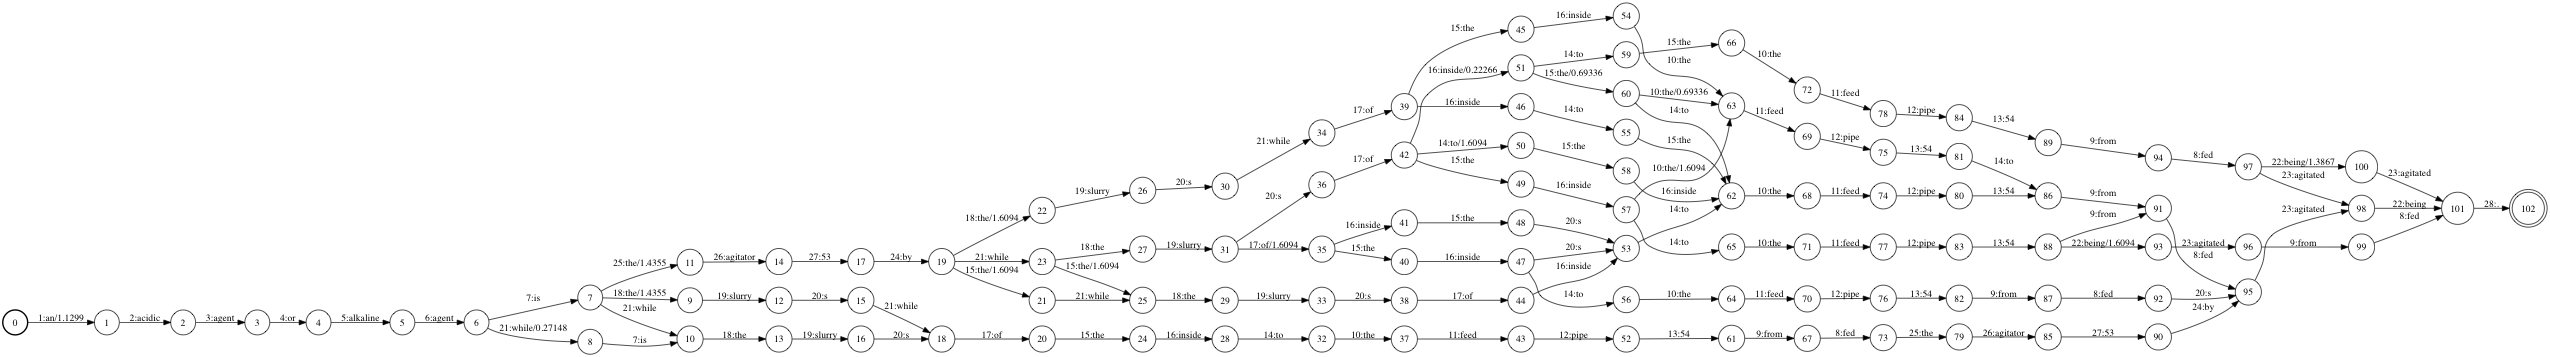 0 1:an/1.1299 1 2:acidic 2 3:agent 3 4:or 4 5:alkaline 5 6:agent 6
7:is 7
21:while/0.27148 8 7:is 10
25:the/1.4355 11 26:agitator 14 27:53 17 24:by 19
18:the/1.4355 9 19:slurry 12 20:s 15 21:while
21:while
18:the 13 19:slurry 16 20:s 18 17:of 20 15:the 24 16:inside 28 14:to 32 10:the 37 11:feed 43 12:pipe 52 13:54 61 9:from 67 8:fed 73 25:the 79 26:agitator 85 27:53 90 24:by
18:the/1.6094 22 19:slurry 26 20:s 30 21:while 34 17:of 39
21:while 23 18:the 27 19:slurry 31
15:the/1.6094 21 21:while 25 18:the 29 19:slurry 33 20:s 38 17:of 44 16:inside
15:the/1.6094
20:s 36 17:of 42
17:of/1.6094 35
16:inside 41 15:the 48 20:s 53
15:the 40 16:inside 47 20:s
14:to 56 10:the 64 11:feed 70 12:pipe 76 13:54 82 9:from 87 8:fed 92 20:s 95
15:the 45 16:inside 54 10:the
16:inside 46 14:to 55 15:the
16:inside/0.22266 51 14:to 59 15:the 66 10:the 72 11:feed 78 12:pipe 84 13:54 89 9:from 94 8:fed 97
15:the/0.69336 60 10:the/0.69336 63 11:feed 69 12:pipe 75 13:54 81 14:to 86
14:to
14:to/1.6094 50 15:the 58 16:inside 62 10:the 68 11:feed 74 12:pipe 80 13:54
15:the 49 16:inside 57 10:the/1.6094
14:to
14:to 65 10:the 71 11:feed 77 12:pipe 83 13:54 88
9:from 91 8:fed
9:from
22:being/1.6094 93 23:agitated 96 9:from 99 8:fed
22:being/1.3867 100 23:agitated
23:agitated 98 22:being 101 28:. 102
23:agitated